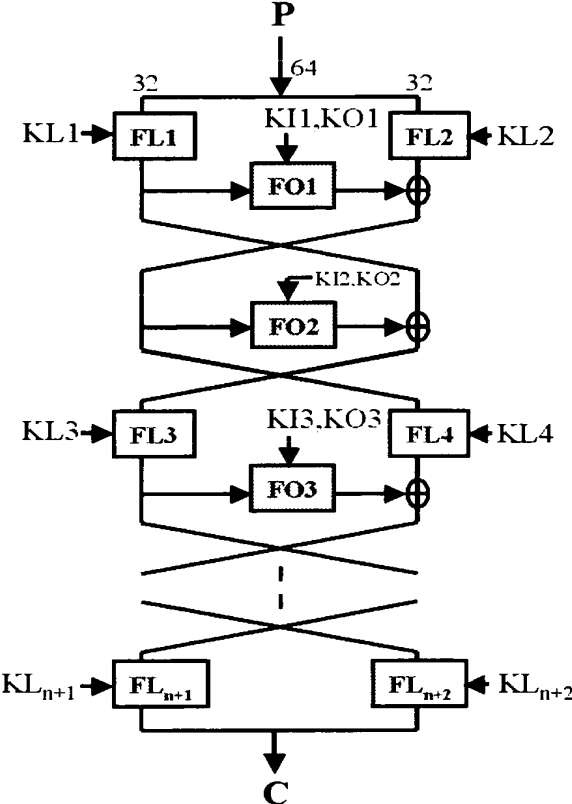 P
32 64 32
KI1,KO1
KL1 FL1 FL2 KL2
FO1
KI2,KO2
FO2
KI3,KO3
KL3 FL3 FL4 KL4
FO3
KLn+1 FLn+1 FLn+2 KLn+2
C